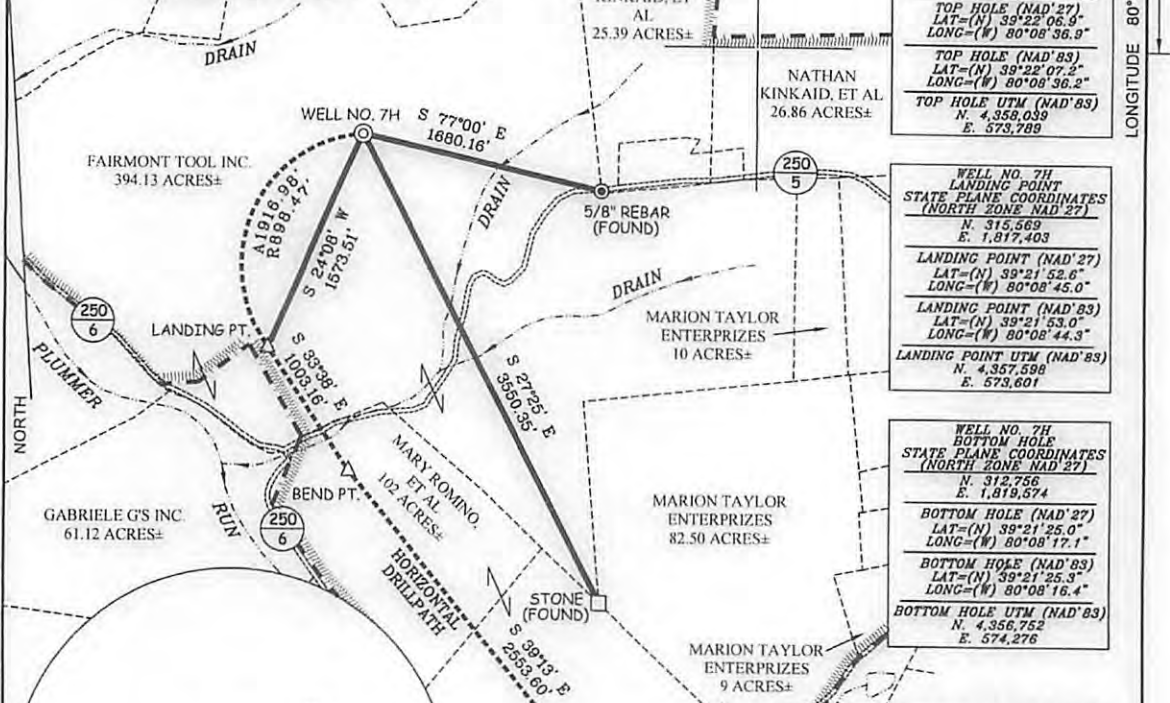 AL
25.39 ACRES±
DRAIN
WELL NO. 7H
S 77°00' E
1680.16'
NATHAN
KINKAID, ET AL
26.86 ACRES±
FAIRMONT TOOL INC.
394.13 ACRES±
A1916.98'
R898.47'
S 24°08' W
1573.51'
DRAIN
5/8" REBAR
(FOUND)
250
5
250
6
LANDING PT.
PLUMMER
NORTH
S 33°38' E
1003.16'
DRAIN
MARION TAYLOR
ENTERPRIZES
10 ACRES±
S 27°25' E
3550.35'
MARY ROMINO,
ET AL
102 ACRES±
BEND PT.
GABRIELE G'S INC.
61.12 ACRES±
RUN
250
6
MARION TAYLOR
ENTERPRIZES
82.50 ACRES±
HORIZONTAL
DRILLPATH
STONE
(FOUND)
S 39°13' E
2553.60'
MARION TAYLOR
ENTERPRIZES
9 ACRES±
TOP HOLE (NAD'27)
LAT=(N) 39°22'06.9"
LONG=(W) 80°08'36.9"
TOP HOLE (NAD'83)
LAT=(N) 39°22'07.2"
LONG=(W) 80°08'36.2"
TOP HOLE UTM (NAD'83)
N. 4,358,039
E. 573,789
WELL NO. 7H
LANDING POINT
STATE PLANE COORDINATES
(NORTH ZONE NAD'27)
N. 315,569
E. 1,817,403
LANDING POINT (NAD'27)
LAT=(N) 39°21'52.6"
LONG=(W) 80°08'45.0"
LANDING POINT (NAD'83)
LAT=(N) 39°21'53.0"
LONG=(W) 80°08'44.3"
LANDING POINT UTM (NAD'83)
N. 4,357,598
E. 573,601
WELL NO. 7H
BOTTOM HOLE
STATE PLANE COORDINATES
(NORTH ZONE NAD'27)
N. 312,756
E. 1,819,574
BOTTOM HOLE (NAD'27)
LAT=(N) 39°21'25.0"
LONG=(W) 80°08'17.1"
BOTTOM HOLE (NAD'83)
LAT=(N) 39°21'25.3"
LONG=(W) 80°08'16.4"
BOTTOM HOLE UTM (NAD'83)
N. 4,356,752
E. 574,276
LONGITUDE 80°